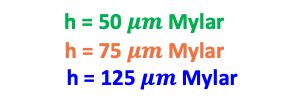 h = 50 𝝁𝒎 Mylar
h = 75 𝝁𝒎 Mylar
h = 125 𝝁𝒎 Mylar